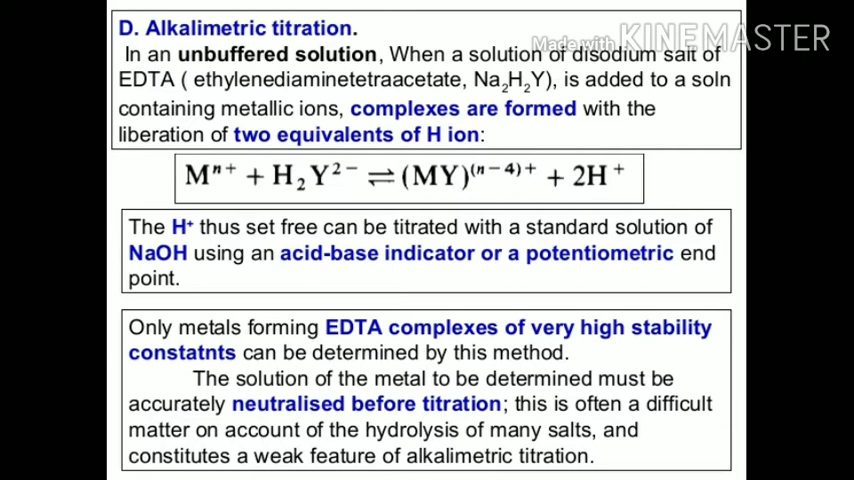 D. Alkalimetric titration.
Made with KINEMASTER
In an unbuffered solution, When a solution of disodium salt of
EDTA ( ethylenediaminetetraacetate, Na₂H₂Y), is added to a soln
containing metallic ions, complexes are formed with the
liberation of two equivalents of H ion:
Mⁿ⁺ + H₂Y²⁻ ⇌ (MY)⁽ⁿ⁻⁴⁾⁺ + 2H⁺
The H⁺ thus set free can be titrated with a standard solution of
NaOH using an acid-base indicator or a potentiometric end
point.
Only metals forming EDTA complexes of very high stability
constatnts can be determined by this method.
The solution of the metal to be determined must be
accurately neutralised before titration; this is often a difficult
matter on account of the hydrolysis of many salts, and
constitutes a weak feature of alkalimetric titration.